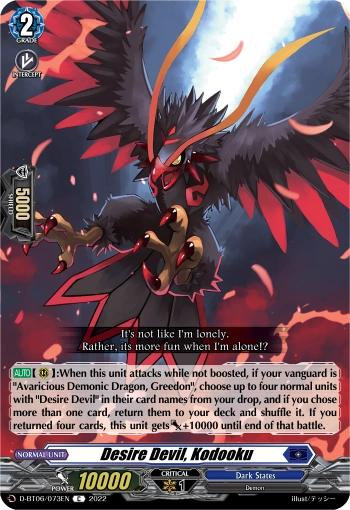 2
GRADE
INTERCEPT
5000
SHIELD
It's not like I'm lonely.
Rather, its more fun when I'm alone!?
AUTO【 】:When this unit attacks while not boosted, if your vanguard is
"Avaricious Demonic Dragon, Greedon", choose up to four normal units
with "Desire Devil" in their card names from your drop, and if you chose
more than one card, return them to your deck and shuffle it. If you
returned four cards, this unit gets +10000 until end of that battle.
NORMAL UNIT
Desire Devil, Kodooku
POWER 10000
CRITICAL
1
Dark States
Demon
D-BT06/073EN C 2022
illust/テッシー